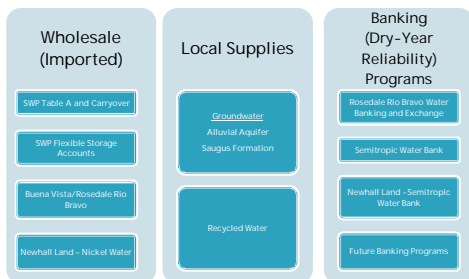 Wholesale
(Imported)
SWP Table A and Carryover
SWP Flexible Storage
Accounts
Buena Vista/Rosedale Rio
Bravo
Newhall Land – Nickel Water
Local Supplies
Groundwater
Alluvial Aquifer
Saugus Formation
Recycled Water
Banking
(Dry-Year
Reliability)
Programs
Rosedale Rio Bravo Water
Banking and Exchange
Semitropic Water Bank
Newhall Land - Semitropic
Water Bank
Future Banking Programs